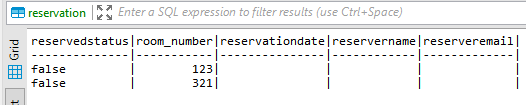 reservation
Enter a SQL expression to filter results (use Ctrl+Space)
Grid
reservedstatus|room_number|reservationdate|reservername|reserveremail|
--------------|-----------|---------------|------------|-------------|
false         |        123|               |            |             |
false         |        321|               |            |             |